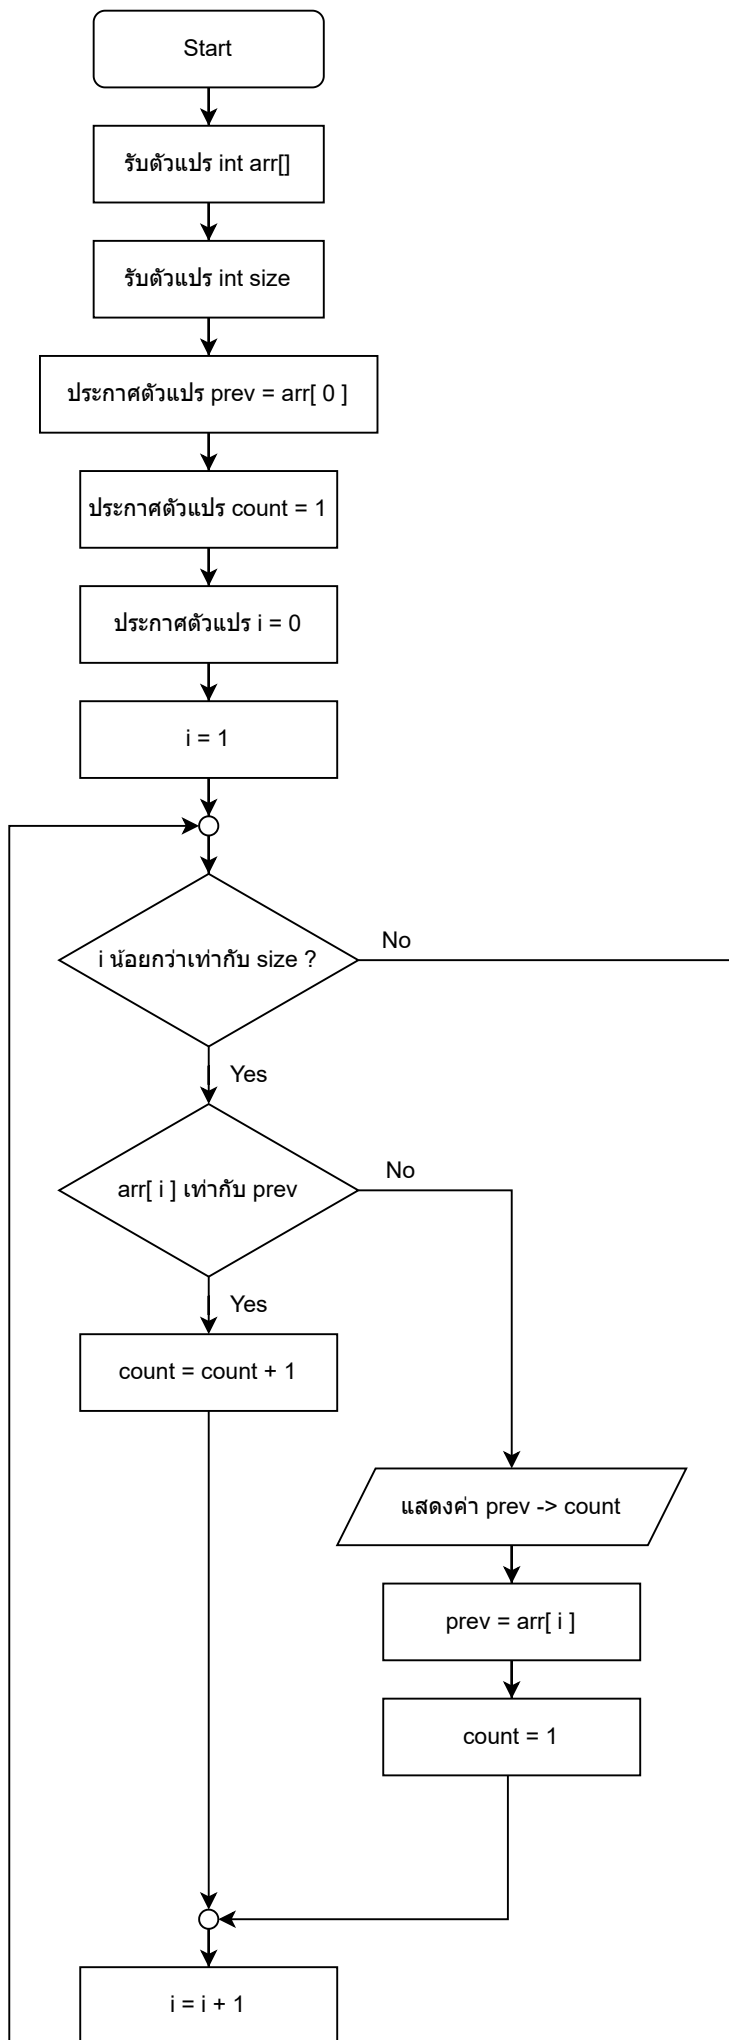 Start
รับตัวแปร int arr[]
รับตัวแปร int size
ประกาศตัวแปร prev = arr[ 0 ]
ประกาศตัวแปร count = 1
ประกาศตัวแปร i = 0
i = 1
i น้อยกว่าเท่ากับ size ?
No
Yes
arr[ i ] เท่ากับ prev
No
Yes
count = count + 1
แสดงค่า prev -> count
prev = arr[ i ]
count = 1
i = i + 1